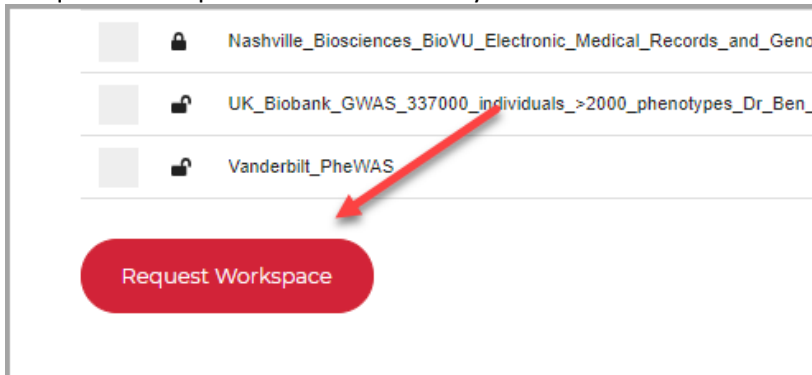 Nashville_Biosciences_BioVU_Electronic_Medical_Records_and_Geno
UK_Biobank_GWAS_337000_individuals_>2000_phenotypes_Dr_Ben_
Vanderbilt_PheWAS
Request Workspace